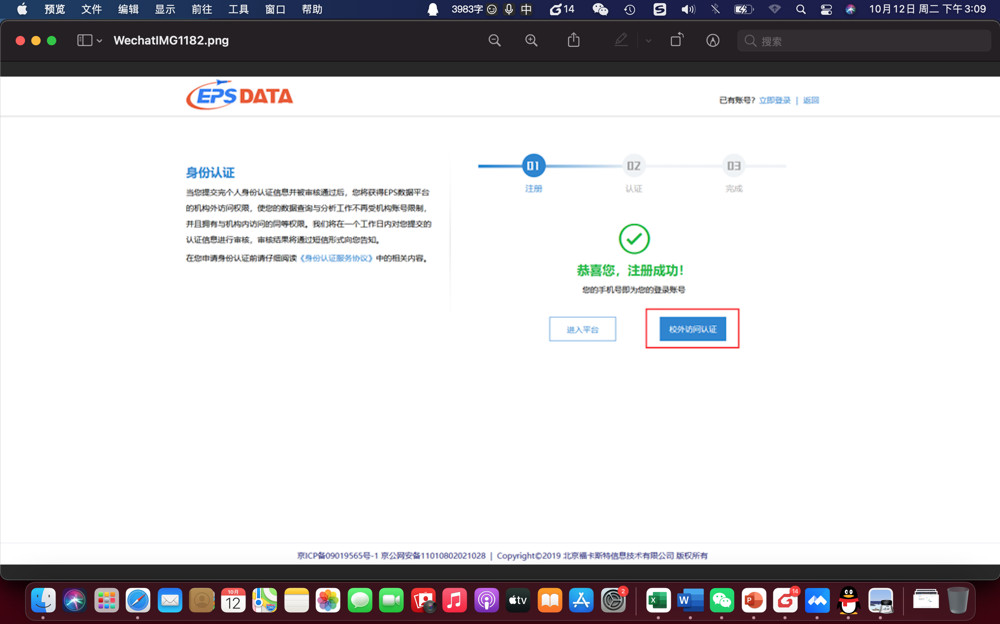 预览 文件 编辑 显示 前往 工具 窗口 帮助 3983字 中 14 10月12日 周二 下午3:09
WechatIMG1182.png 搜索
EPS DATA
已有账号? 立即登录 | 返回
01 02 03
注册 认证 完成
身份认证
当您提交完个人身份认证信息并被审核通过后，您将获得EPS数据平台
的机构外访问权限，使您的数据查询与分析工作不再受机构账号限制，
并且拥有与机构内访问的同等权限。我们将在一个工作日内对您提交的
认证信息进行审核，审核结果将通过短信形式向您告知。
在您申请身份认证前请仔细阅读《身份认证服务协议》中的相关内容。
恭喜您，注册成功！
您的手机号即为您的登录账号
进入平台 校外访问认证
京ICP备09019565号-1 京公网安备11010802021028 | Copyright©2019 北京福卡斯特信息技术有限公司 版权所有
10月
12
280
tv
2
X
W
P
14